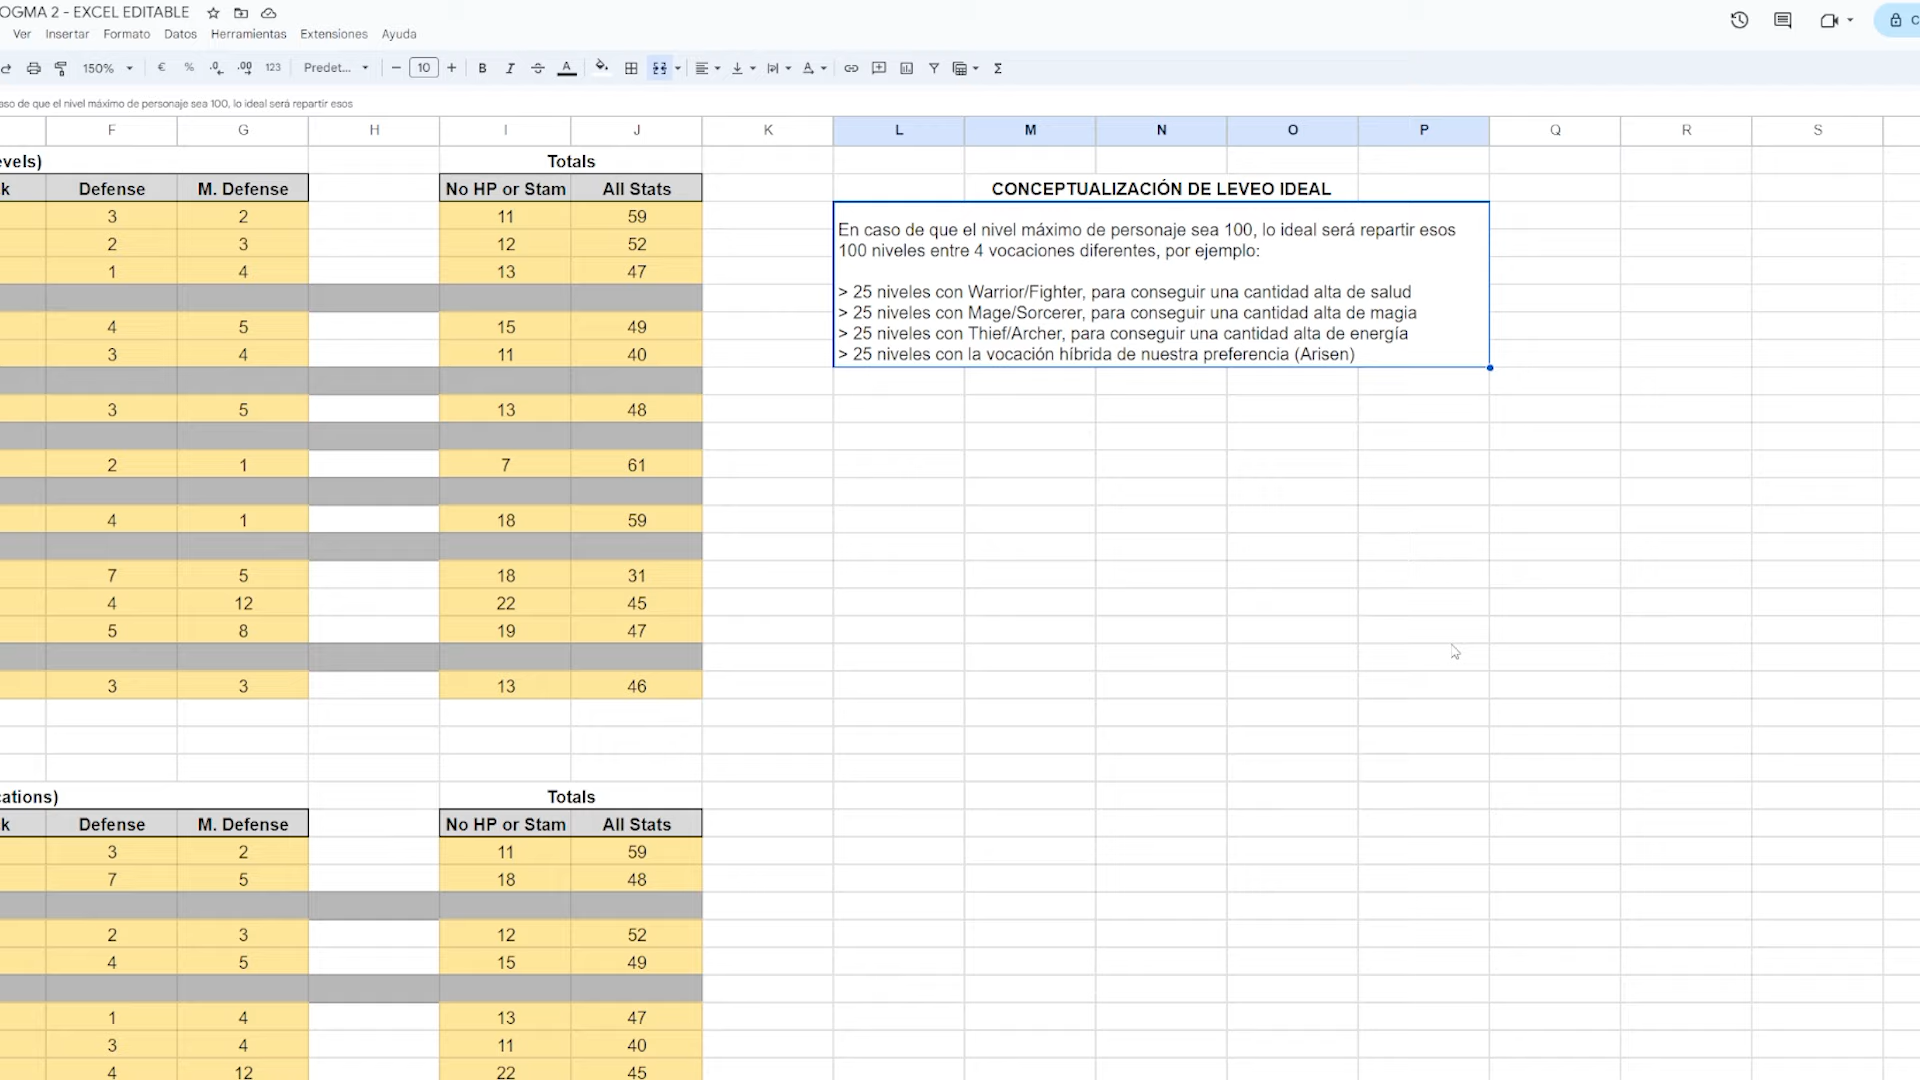 OGMA 2 - EXCEL EDITABLE
Ver Insertar Formato Datos Herramientas Extensiones Ayuda
150% € % .0 .00 123 Predet... − 10 + B I S A Σ
aso de que el nivel máximo de personaje sea 100, lo ideal será repartir esos
F G H I J K L M N O P Q R S
evels) Totals
k Defense M. Defense No HP or Stam All Stats CONCEPTUALIZACIÓN DE LEVEO IDEAL
3 2 11 59
En caso de que el nivel máximo de personaje sea 100, lo ideal será repartir esos
2 3 12 52
100 niveles entre 4 vocaciones diferentes, por ejemplo:
1 4 13 47
> 25 niveles con Warrior/Fighter, para conseguir una cantidad alta de salud
> 25 niveles con Mage/Sorcerer, para conseguir una cantidad alta de magia
4 5 15 49
> 25 niveles con Thief/Archer, para conseguir una cantidad alta de energía
3 4 11 40
> 25 niveles con la vocación híbrida de nuestra preferencia (Arisen)
3 5 13 48
2 1 7 61
4 1 18 59
7 5 18 31
4 12 22 45
5 8 19 47
3 3 13 46
cations) Totals
k Defense M. Defense No HP or Stam All Stats
3 2 11 59
7 5 18 48
2 3 12 52
4 5 15 49
1 4 13 47
3 4 11 40
4 12 22 45